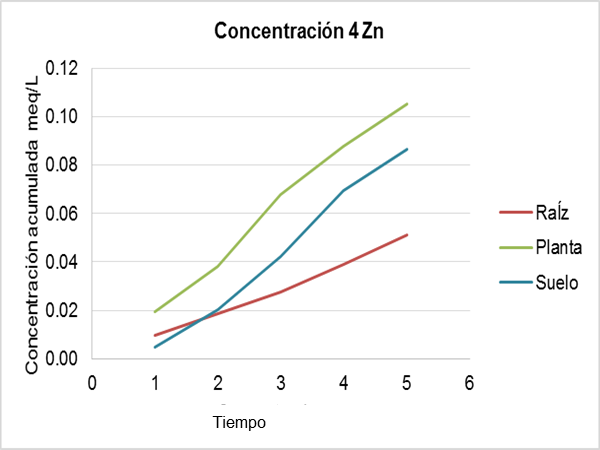 Concentración 4 Zn
Concentración acumulada meq/L
0.12
0.10
0.08
0.06
0.04
0.02
0.00
0 1 2 3 4 5 6
Tiempo
RaÍz
Planta
Suelo